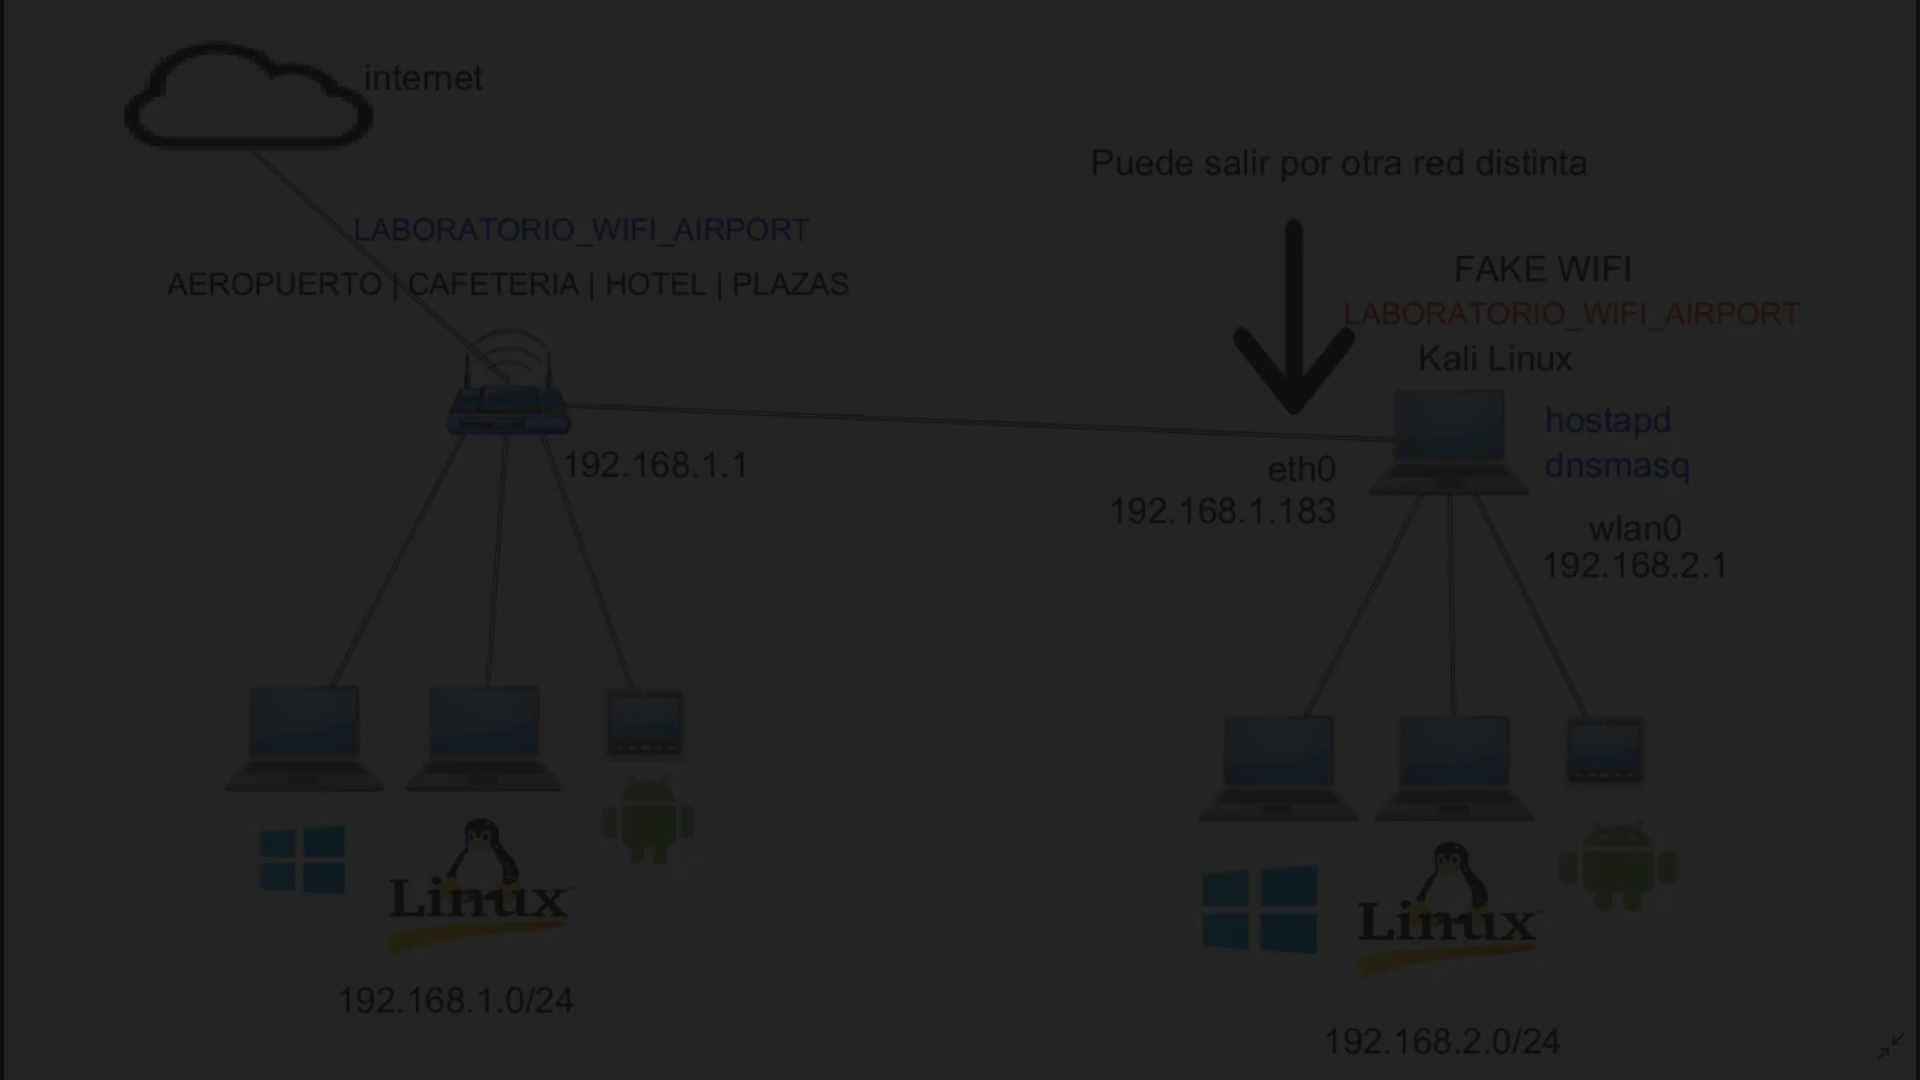 internet
Puede salir por otra red distinta
LABORATORIO_WIFI_AIRPORT
AEROPUERTO | CAFETERIA | HOTEL | PLAZAS
FAKE WIFI
LABORATORIO_WIFI_AIRPORT
Kali Linux
hostapd
dnsmasq
192.168.1.1
eth0
192.168.1.183
wlan0
192.168.2.1
Linux
Linux
192.168.1.0/24
192.168.2.0/24